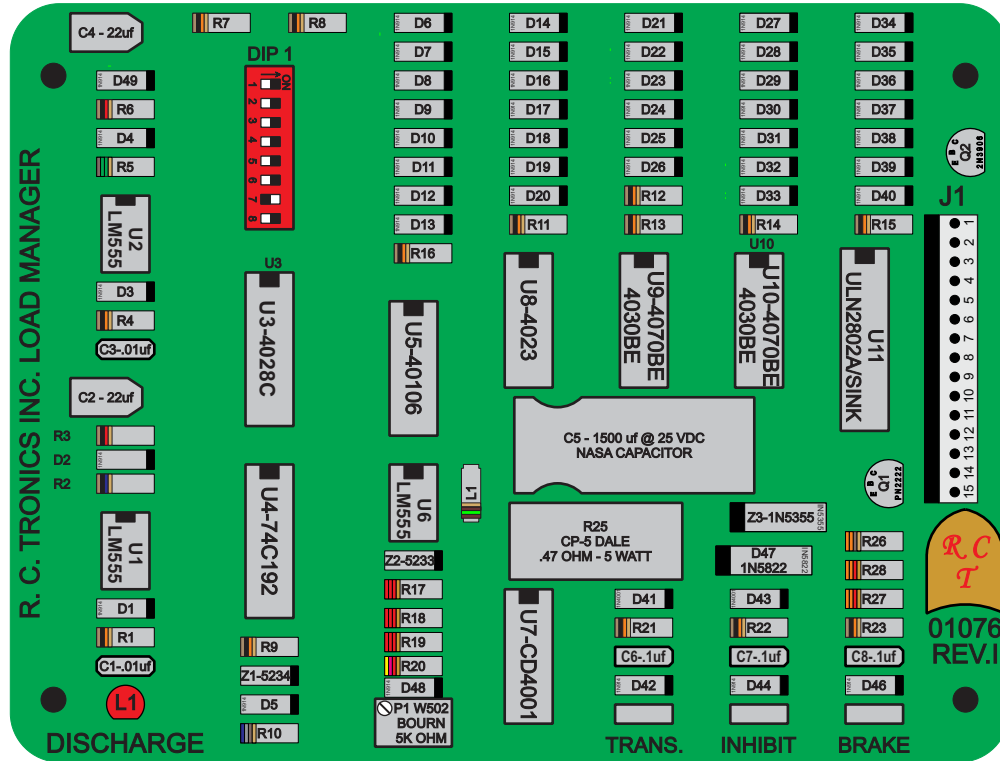 C4 - 22uf
R7
R8
D6
D14
D21
D27
D34
D7
D15
D22
D28
D35
DIP 1
ON
1
2
3
4
5
6
7
8
D49
1N914
D8
D16
D23
D29
D36
R6
D9
D17
D24
D30
D37
D4
D10
D18
D25
D31
D38
R5
D11
D19
D26
D32
D39
D12
D20
R12
D33
D40
D13
R11
R13
R14
R15
R16
E B C
Q2
2N3906
J1
1
2
3
4
5
6
7
8
9
10
11
12
13
14
15
R. C. TRONICS INC. LOAD MANAGER
U2
LM555
D3
R4
C3-.01uf
C2 - 22uf
R3
D2
R2
U1
LM555
D1
R1
C1-.01uf
L1
DISCHARGE
U3
U3-4028C
U4-74C192
U5-40106
U6
LM555
L1
U8-4023
U9-4070BE
4030BE
U10
U10-4070BE
4030BE
U11
ULN2802A/SINK
C5 - 1500 uf @ 25 VDC
NASA CAPACITOR
R25
CP-5 DALE
.47 OHM - 5 WATT
Z3-1N5355
IN5355
D47
1N5822
IN5822
E B C
Q1
PN2222
R C
T
01076
REV.I
Z2-5233
R17
R18
R19
R20
D48
P1 W502
BOURN
5K OHM
R9
Z1-5234
D5
R10
U7-CD4001
D41
R21
C6-.1uf
D42
TRANS.
D43
R22
C7-.1uf
D44
INHIBIT
R26
R28
R27
R23
C8-.1uf
D46
BRAKE